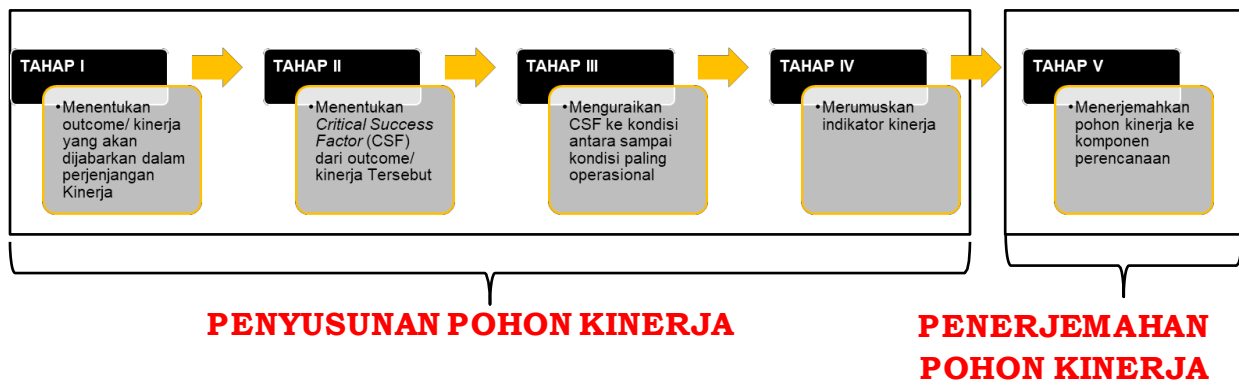 TAHAP I
•Menentukan
outcome/ kinerja
yang akan
dijabarkan dalam
perjenjangan
Kinerja
TAHAP II
•Menentukan
Critical Success
Factor (CSF)
dari outcome/
kinerja Tersebut
TAHAP III
•Menguraikan
CSF ke kondisi
antara sampai
kondisi paling
operasional
TAHAP IV
•Merumuskan
indikator kinerja
TAHAP V
•Menerjemahkan
pohon kinerja ke
komponen
perencanaan
PENYUSUNAN POHON KINERJA
PENERJEMAHAN
POHON KINERJA